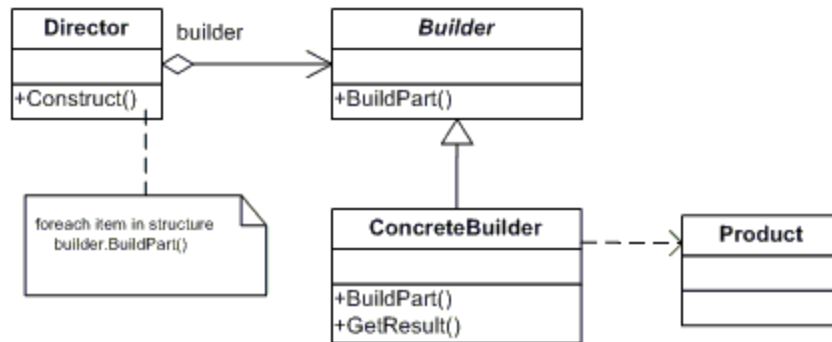 Director
builder
Builder
+Construct()
+BuildPart()
foreach item in structure
builder.BuildPart()
ConcreteBuilder
Product
+BuildPart()
+GetResult()